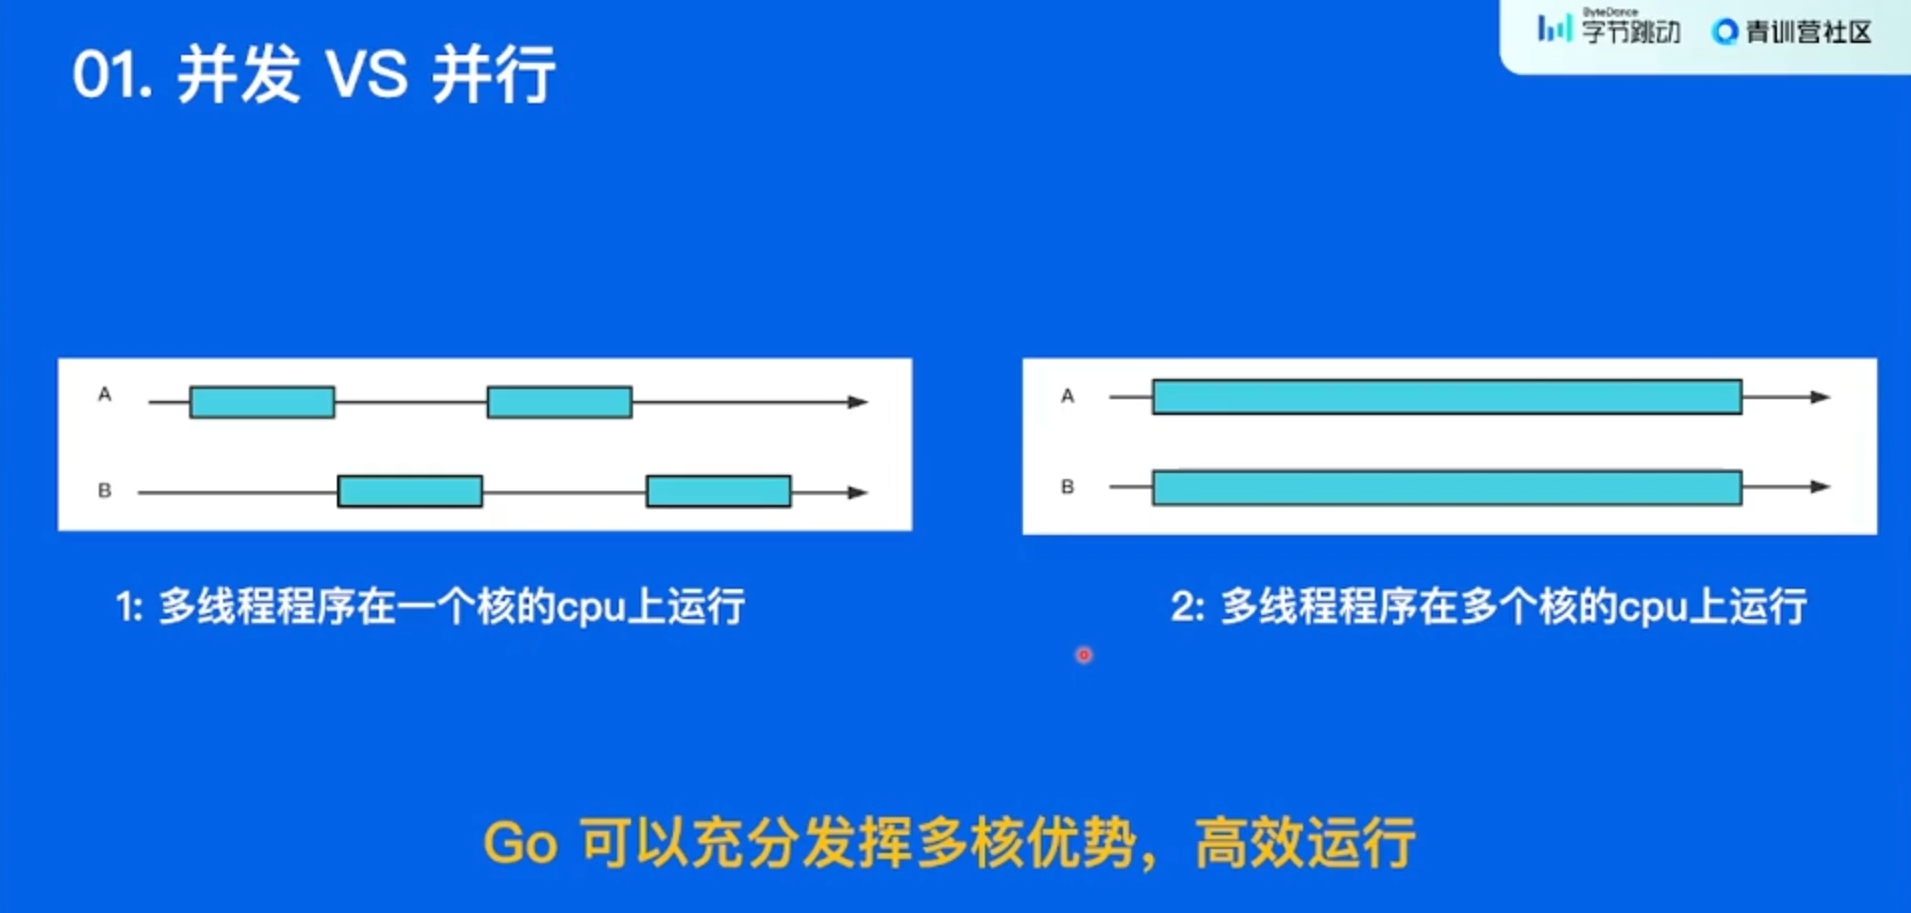 01. 并发 VS 并行
ByteDance
字节跳动
青训营社区
A
B
1: 多线程程序在一个核的cpu上运行
A
B
2: 多线程程序在多个核的cpu上运行
Go 可以充分发挥多核优势，高效运行